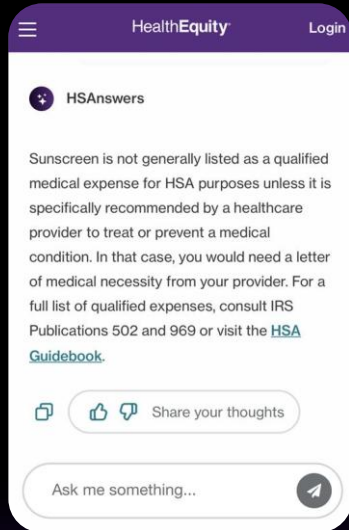 HealthEquity
Login
HSAnswers
Sunscreen is not generally listed as a qualified
medical expense for HSA purposes unless it is
specifically recommended by a healthcare
provider to treat or prevent a medical
condition. In that case, you would need a letter
of medical necessity from your provider. For a
full list of qualified expenses, consult IRS
Publications 502 and 969 or visit the HSA
Guidebook.
Share your thoughts
Ask me something...